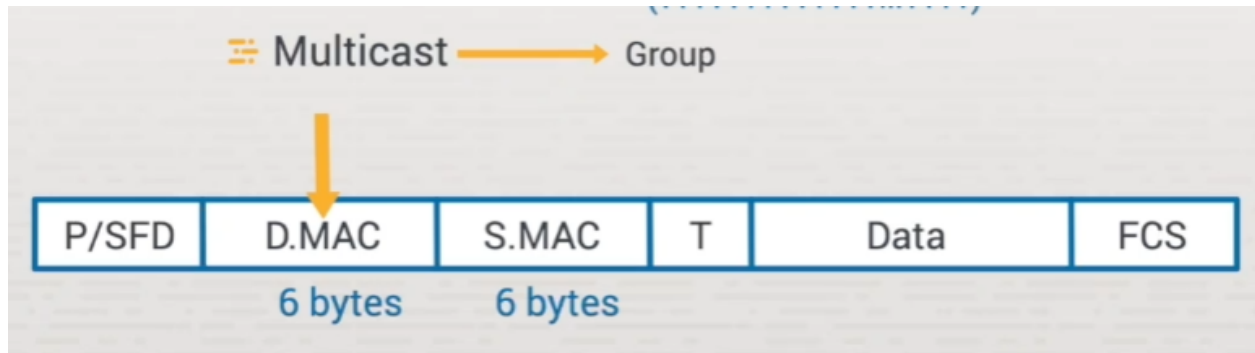 Multicast Group
P/SFD D.MAC S.MAC T Data FCS
6 bytes 6 bytes